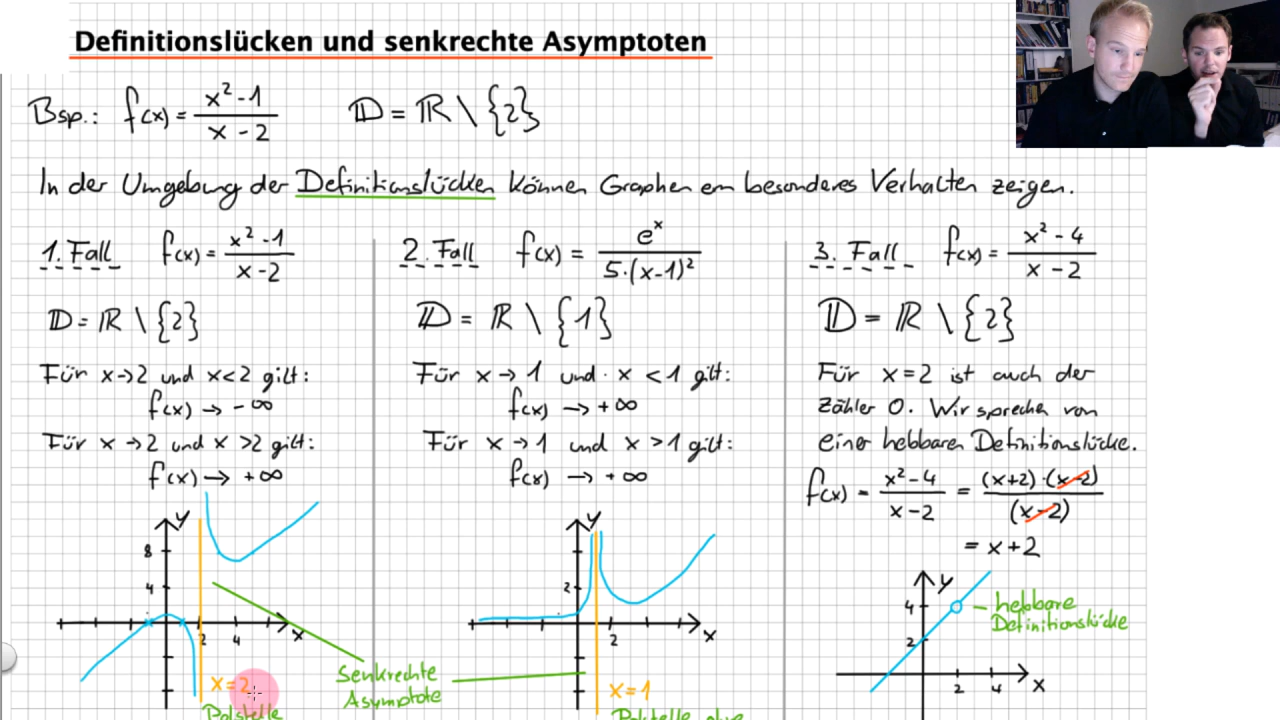 Definitionslücken und senkrechte Asymptoten
Bsp.: f(x) = (x² - 1)/(x - 2)  𝔻 = ℝ \ {2}
In der Umgebung der Definitionslücken können Graphen ein besonderes Verhalten zeigen.
1. Fall f(x) = (x² - 1)/(x - 2)
𝔻 = ℝ \ {2}
Für x → 2 und x < 2 gilt:
f(x) → - ∞
Für x → 2 und x > 2 gilt:
f(x) → + ∞
y
8
4
2 4 x
x = 2
Polstelle
Senkrechte
Asymptote
2. Fall f(x) = e^x/(5·(x-1)²)
𝔻 = ℝ \ {1}
Für x → 1 und x < 1 gilt:
f(x) → + ∞
Für x → 1 und x > 1 gilt:
f(x) → + ∞
y
2
2 x
x = 1
Polstelle ohne
3. Fall f(x) = (x² - 4)/(x - 2)
𝔻 = ℝ \ {2}
Für x = 2 ist auch der
Zähler 0. Wir sprechen von
einer hebbaren Definitionslücke.
f(x) = (x² - 4)/(x - 2) = (x+2)·(x-2)/(x-2)
= x + 2
y
4
2
2 4 x
hebbare
Definitionslücke